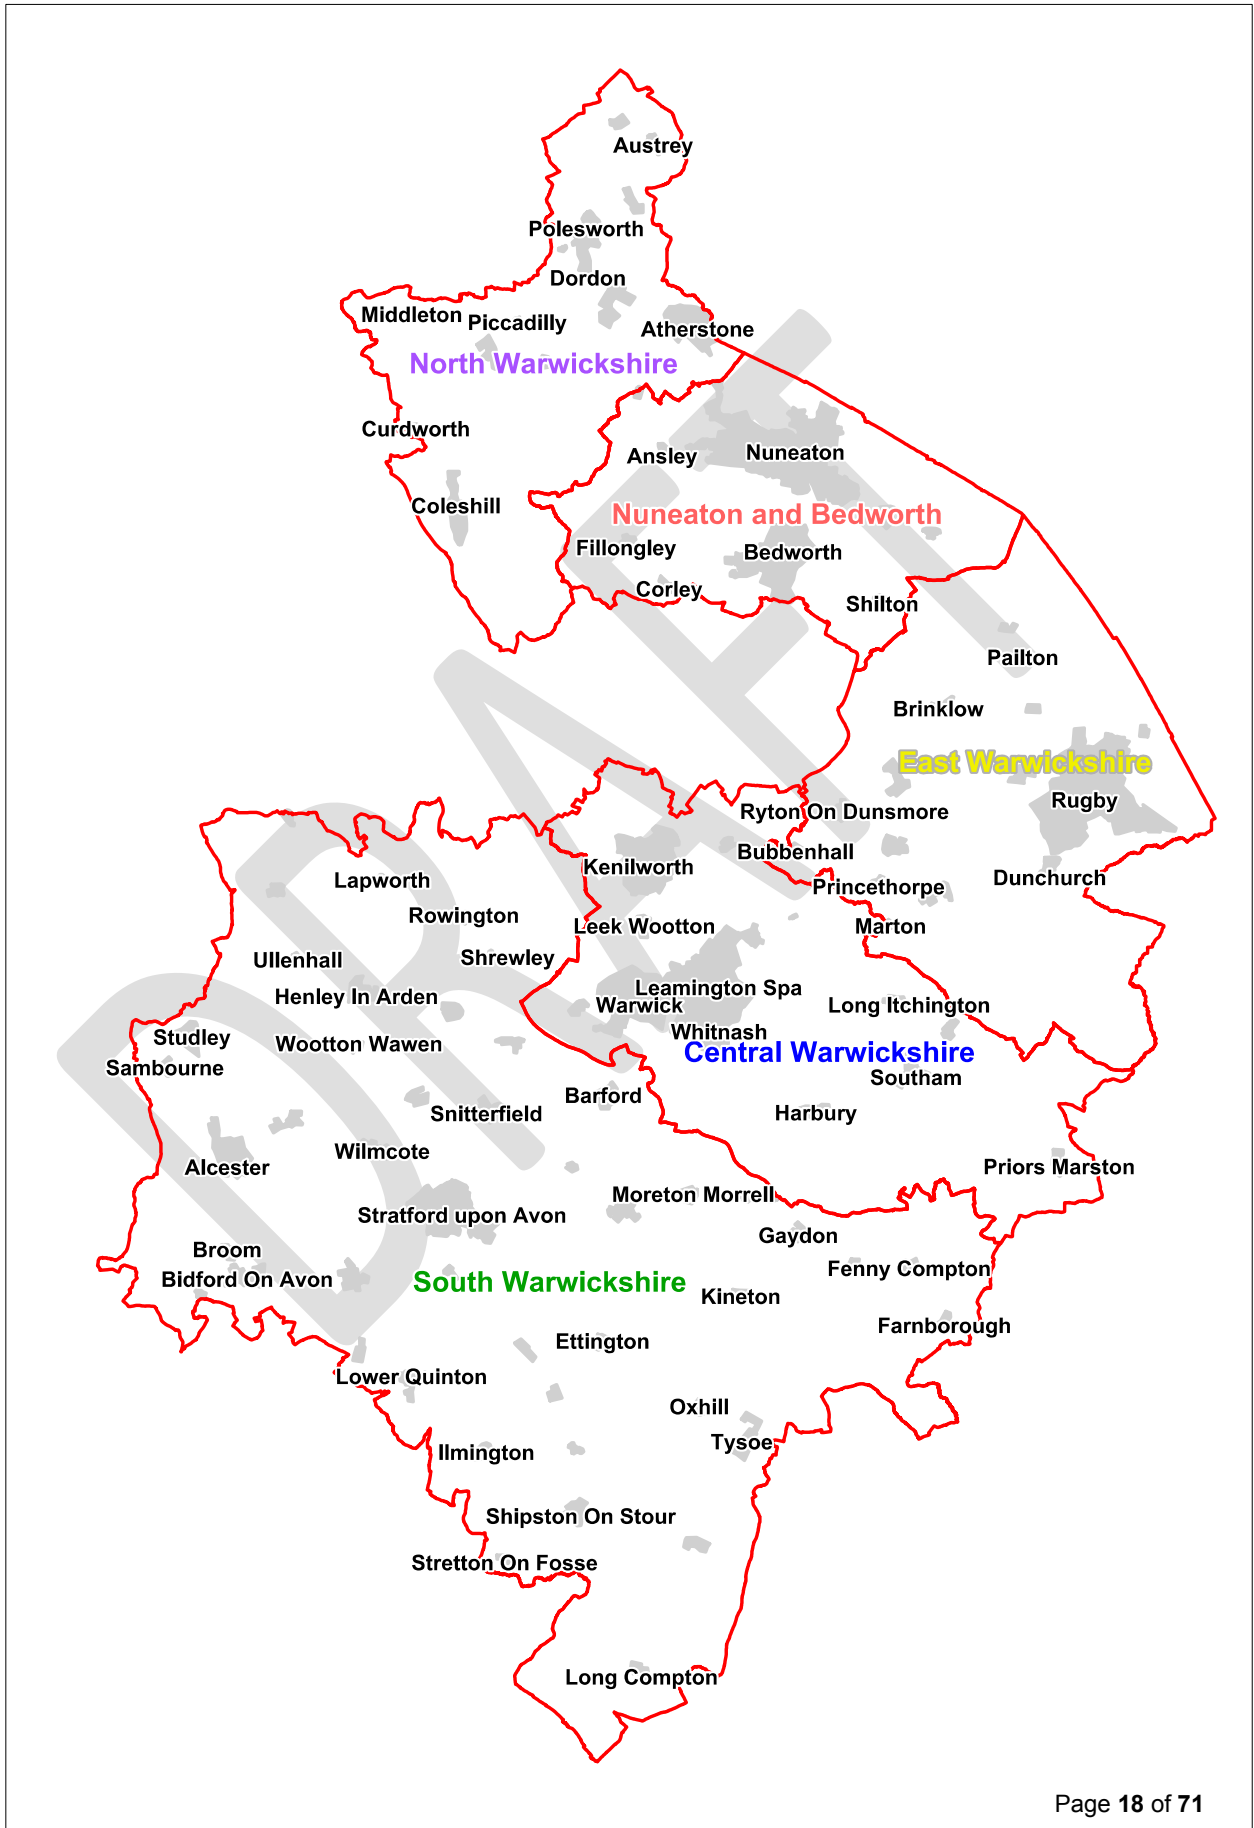 Austrey
Polesworth
Dordon
Middleton
Piccadilly
Atherstone
North Warwickshire
Curdworth
Ansley
Nuneaton
Coleshill
Nuneaton and Bedworth
Fillongley
Bedworth
Corley
Shilton
Pailton
Brinklow
East Warwickshire
Rugby
Ryton On Dunsmore
Bubbenhall
Kenilworth
Lapworth
Princethorpe
Dunchurch
Rowington
Leek Wootton
Marton
Ullenhall
Shrewley
Leamington Spa
Henley In Arden
Warwick
Long Itchington
Whitnash
Studley
Wootton Wawen
Central Warwickshire
Sambourne
Southam
Barford
Snitterfield
Harbury
Wilmcote
Alcester
Priors Marston
Moreton Morrell
Stratford upon Avon
Gaydon
Broom
Fenny Compton
Bidford On Avon
South Warwickshire
Kineton
Farnborough
Ettington
Lower Quinton
Oxhill
Tysoe
Ilmington
Shipston On Stour
Stretton On Fosse
Long Compton
DRAFT
Page 18 of 71